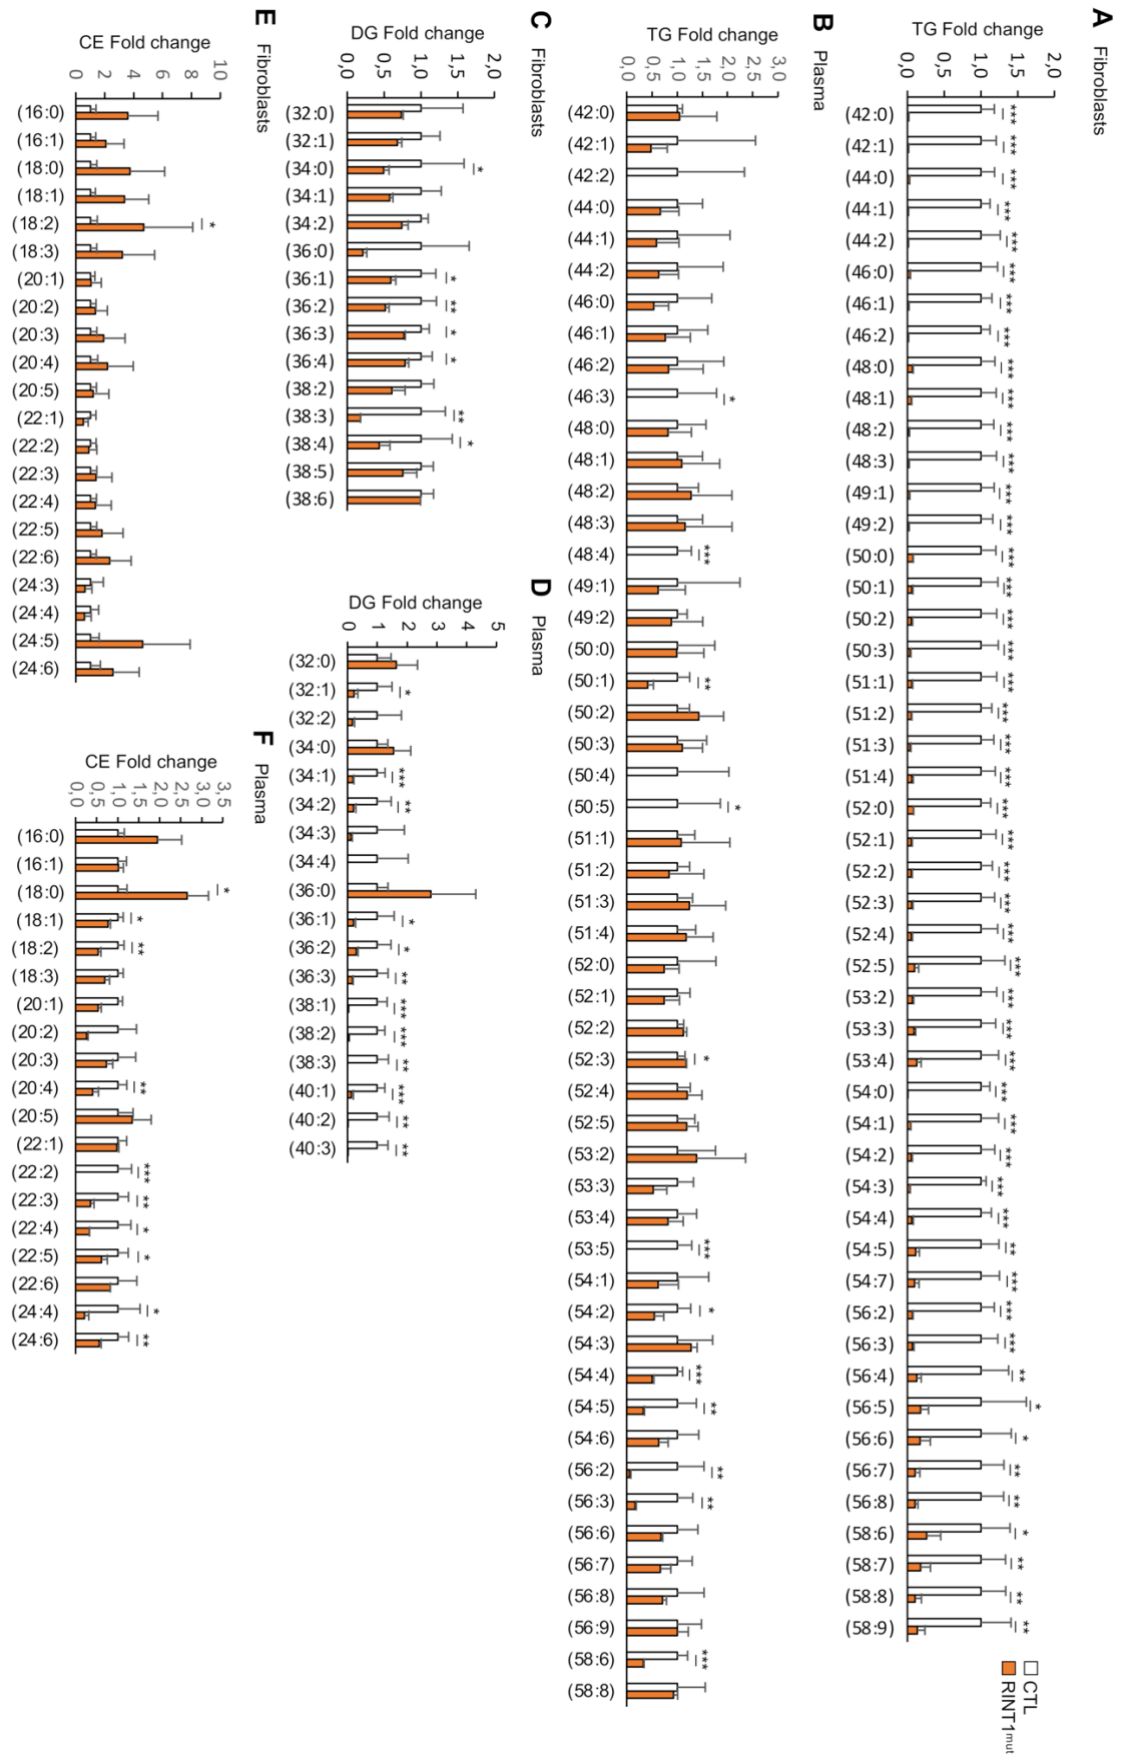 A Fibroblasts
TG Fold change
2,0
1,5
1,0
0,5
0,0
(42:0) (42:1) (44:0) (44:1) (44:2) (46:0) (46:1) (46:2) (48:0) (48:1) (48:2) (48:3) (49:1) (49:2) (50:0) (50:1) (50:2) (50:3) (51:1) (51:2) (51:3) (51:4) (52:0) (52:1) (52:2) (52:3) (52:4) (52:5) (53:2) (53:3) (53:4) (54:0) (54:1) (54:2) (54:3) (54:4) (54:5) (54:7) (56:2) (56:3) (56:4) (56:5) (56:6) (56:7) (56:8) (58:6) (58:7) (58:8) (58:9)
CTL
RINT1mut
B Plasma
TG Fold change
3,0
2,5
2,0
1,5
1,0
0,5
0,0
(42:0) (42:1) (42:2) (44:0) (44:1) (44:2) (46:0) (46:1) (46:2) (46:3) (48:0) (48:1) (48:2) (48:3) (48:4) (49:1) (49:2) (50:0) (50:1) (50:2) (50:3) (50:4) (50:5) (51:1) (51:2) (51:3) (51:4) (52:0) (52:1) (52:2) (52:3) (52:4) (52:5) (53:2) (53:3) (53:4) (53:5) (54:1) (54:2) (54:3) (54:4) (54:5) (54:6) (56:2) (56:3) (56:6) (56:7) (56:8) (56:9) (58:6) (58:8)
C Fibroblasts
DG Fold change
2,0
1,5
1,0
0,5
0,0
(32:0) (32:1) (34:0) (34:1) (34:2) (36:0) (36:1) (36:2) (36:3) (36:4) (38:2) (38:3) (38:4) (38:5) (38:6)
D Plasma
DG Fold change
5
4
3
2
1
0
(32:0) (32:1) (32:2) (34:0) (34:1) (34:2) (34:3) (34:4) (36:0) (36:1) (36:2) (36:3) (38:1) (38:2) (38:3) (40:1) (40:2) (40:3)
E Fibroblasts
CE Fold change
10
8
6
4
2
0
(16:0) (16:1) (18:0) (18:1) (18:2) (18:3) (20:1) (20:2) (20:3) (20:4) (20:5) (22:1) (22:2) (22:3) (22:4) (22:5) (22:6) (24:3) (24:4) (24:5) (24:6)
F Plasma
CE Fold change
3,5
3,0
2,5
2,0
1,5
1,0
0,5
0,0
(16:0) (16:1) (18:0) (18:1) (18:2) (18:3) (20:1) (20:2) (20:3) (20:4) (20:5) (22:1) (22:2) (22:3) (22:4) (22:5) (22:6) (24:4) (24:6)